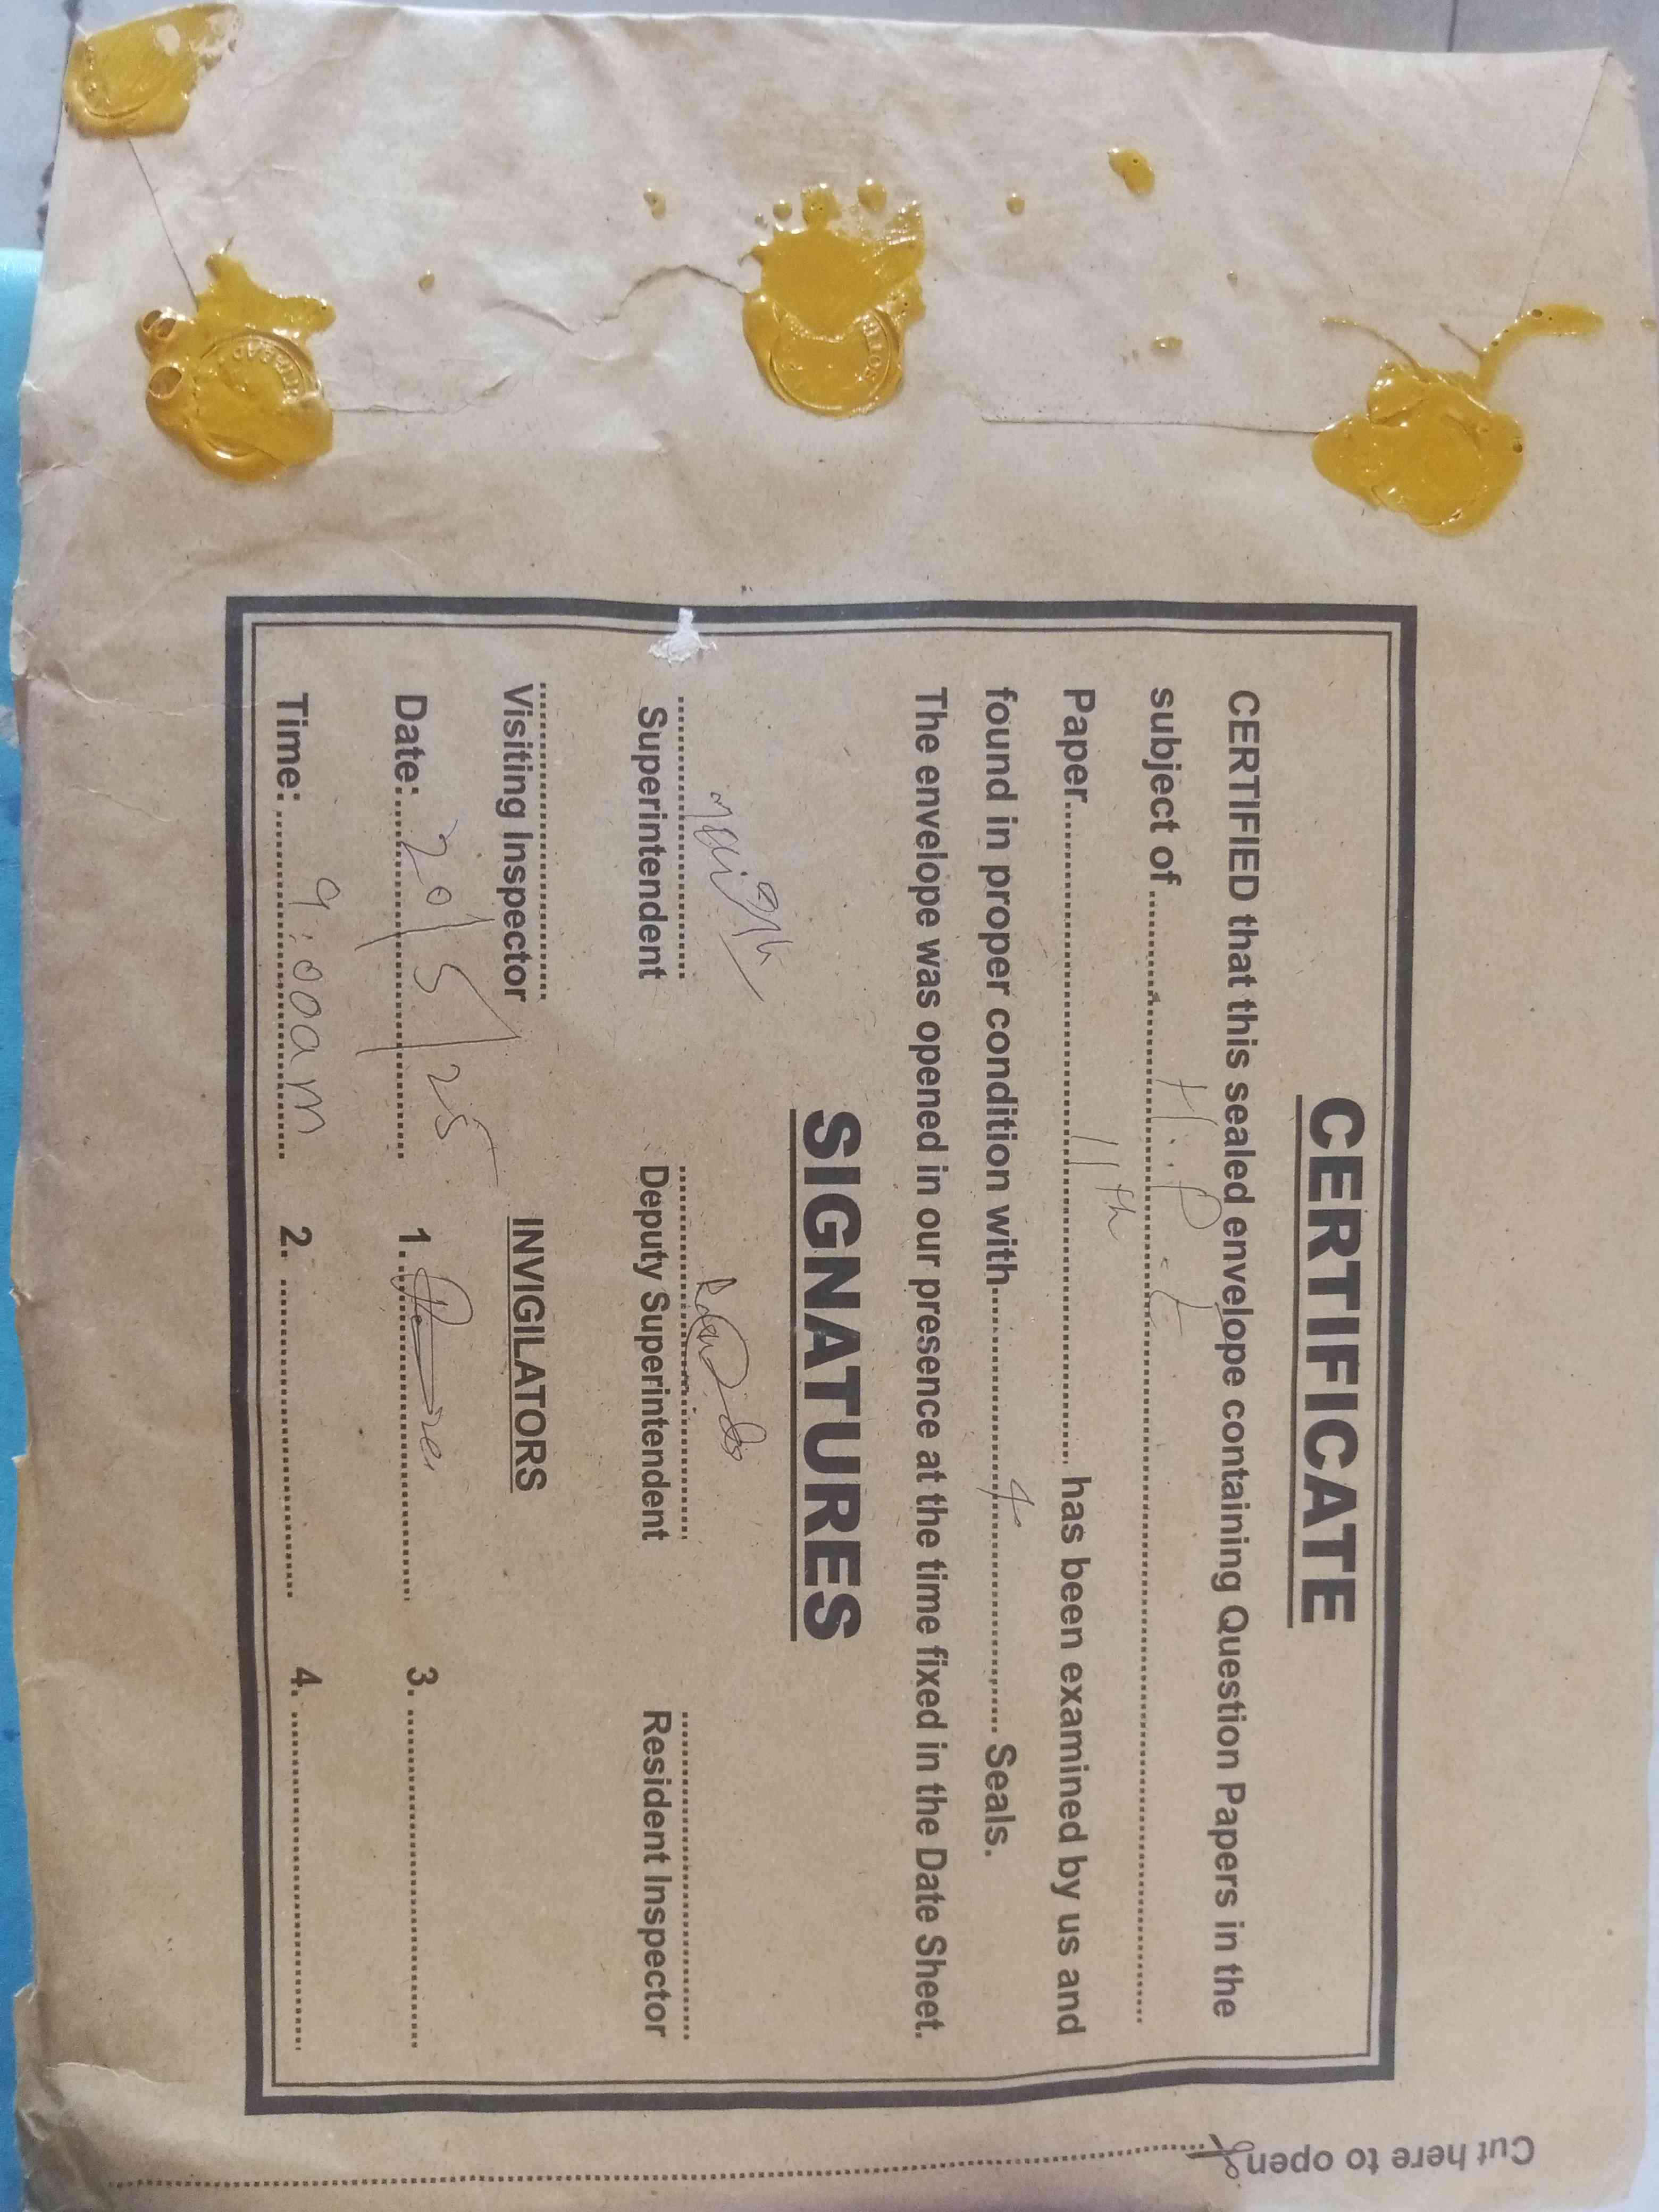 CERTIFICATE
CERTIFIED that this sealed envelope containing Question Papers in the
subject of.......H.P.E.......
Paper.......11th....... has been examined by us and
found in proper condition with.......4....... Seals.
The envelope was opened in our presence at the time fixed in the Date Sheet.
SIGNATURES
Superintendent Deputy Superintendent Resident Inspector
Visiting Inspector INVIGILATORS
Date:.......20/5/25....... 1........ 3. .......
Time: .......9:00am....... 2. ....... 4. .......
Cut here to open